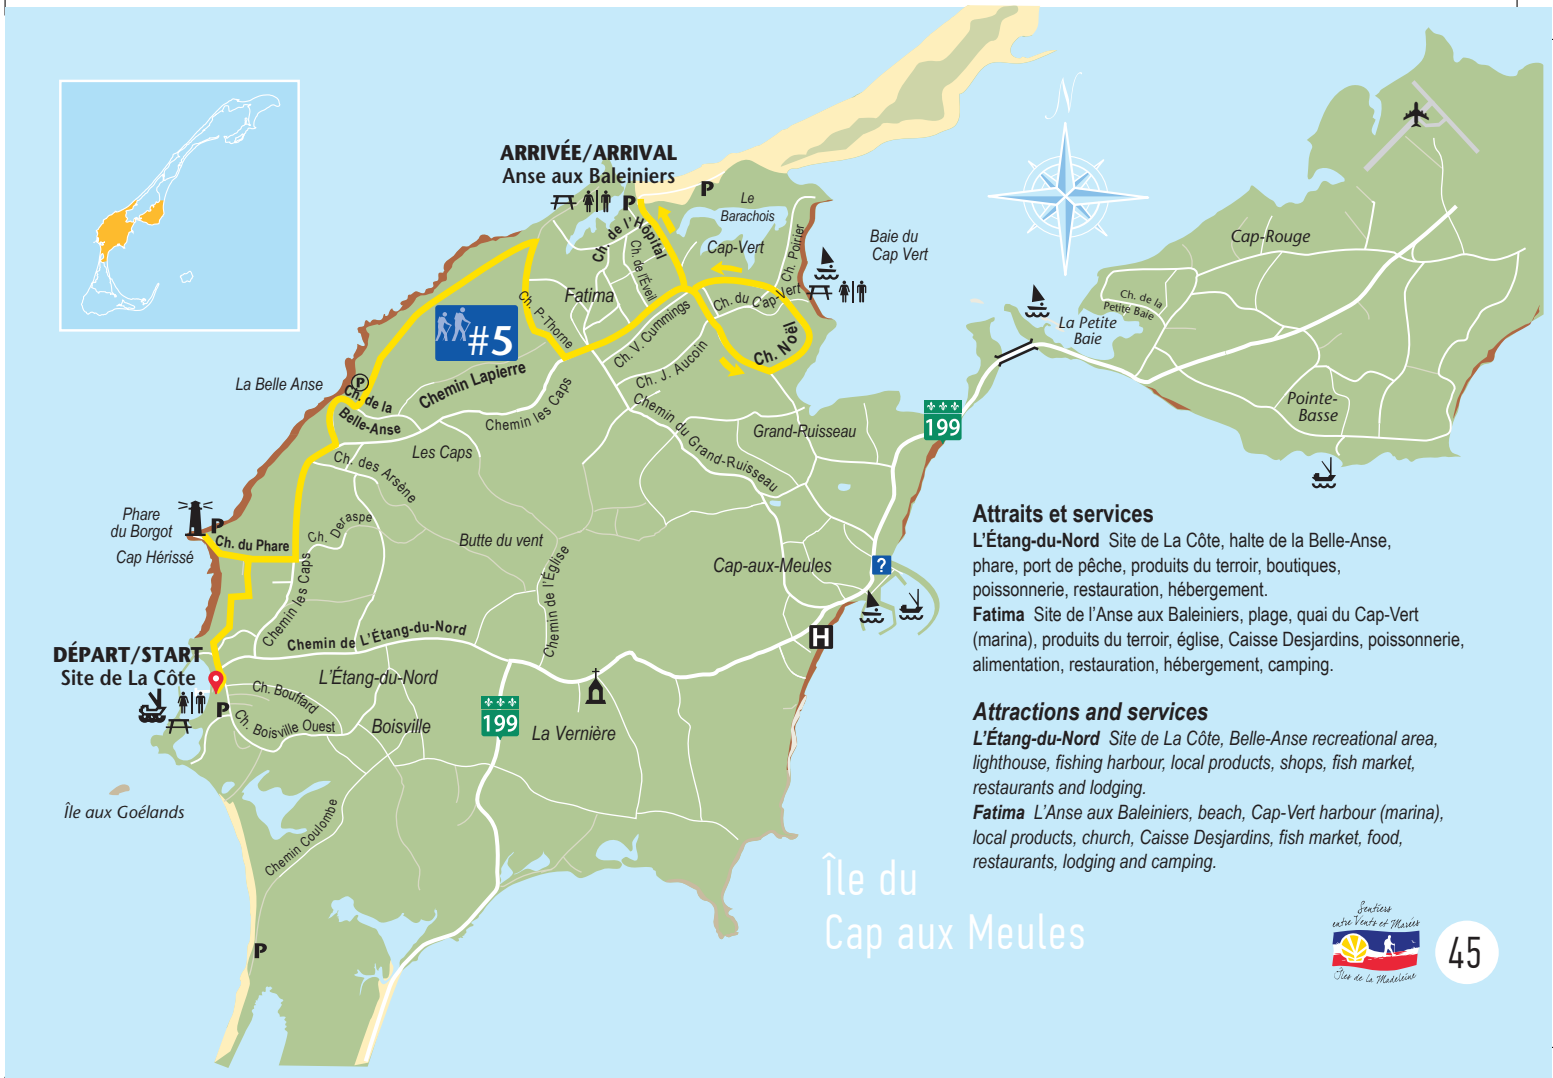 N
ARRIVÉE/ARRIVAL
Anse aux Baleiniers
P
P
Le
Barachois
Cap-Vert
Baie du
Cap Vert
Ch. de l'Hôpital
Ch. de l'Éveil
Ch. Poirier
Fatima
Ch. P-Thorne
Ch. du Cap-Vert
Ch. V. Cummings
Ch. Noël
Ch. J. Aucoin
#5
Cap-Rouge
Ch. de la
Petite Baie
La Petite
Baie
Pointe-
Basse
La Belle Anse
P
Ch. de la
Belle-Anse
Chemin Lapierre
Chemin les Caps
Les Caps
Chemin du Grand-Ruisseau
Grand-Ruisseau
199
Ch. des Arsène
Phare
du Borgot
P
Cap Hérissé
Ch. du Phare
Ch. Deraspe
Butte du vent
Chemin les Caps
Chemin de l'Église
Cap-aux-Meules
?
H
Chemin de L'Étang-du-Nord
DÉPART/START
Site de La Côte
P
L'Étang-du-Nord
Ch. Bouffard
Ch. Boisville Ouest
Boisville
199
La Vernière
Île aux Goélands
Chemin Coulombe
P
Île du
Cap aux Meules
Attraits et services
L'Étang-du-Nord Site de La Côte, halte de la Belle-Anse,
phare, port de pêche, produits du terroir, boutiques,
poissonnerie, restauration, hébergement.
Fatima Site de l'Anse aux Baleiniers, plage, quai du Cap-Vert
(marina), produits du terroir, église, Caisse Desjardins, poissonnerie,
alimentation, restauration, hébergement, camping.
Attractions and services
L'Étang-du-Nord Site de La Côte, Belle-Anse recreational area,
lighthouse, fishing harbour, local products, shops, fish market,
restaurants and lodging.
Fatima L'Anse aux Baleiniers, beach, Cap-Vert harbour (marina),
local products, church, Caisse Desjardins, fish market, food,
restaurants, lodging and camping.
Sentiers
entre Vents et Marées
Îles de la Madeleine
45